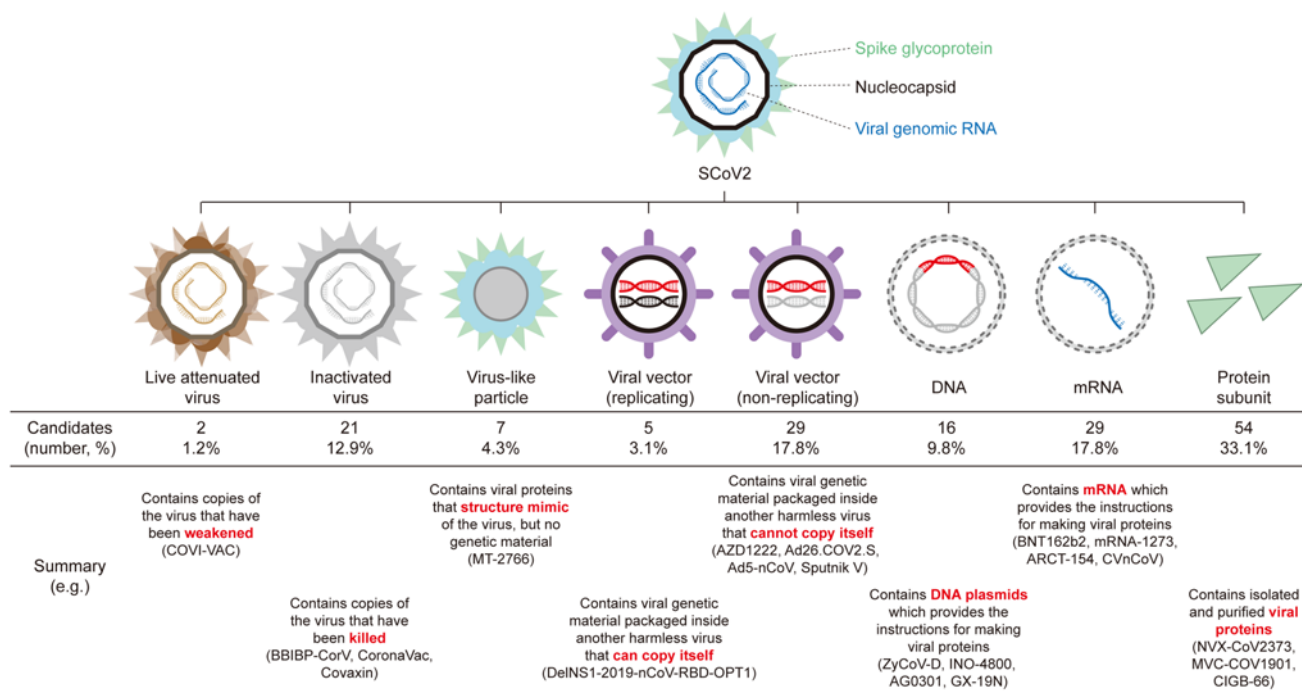 Spike glycoprotein
Nucleocapsid
Viral genomic RNA
SCoV2
Live attenuated
virus
Inactivated
virus
Virus-like
particle
Viral vector
(replicating)
Viral vector
(non-replicating)
DNA
mRNA
Protein
subunit
Candidates
(number, %)
2
1.2%
21
12.9%
7
4.3%
5
3.1%
29
17.8%
16
9.8%
29
17.8%
54
33.1%
Summary
(e.g.)
Contains copies of
the virus that have
been weakened
(COVI-VAC)
Contains copies of
the virus that have
been killed
(BBIBP-CorV, CoronaVac,
Covaxin)
Contains viral proteins
that structure mimic
of the virus, but no
genetic material
(MT-2766)
Contains viral genetic
material packaged inside
another harmless virus
that can copy itself
(DelNS1-2019-nCoV-RBD-OPT1)
Contains viral genetic
material packaged inside
another harmless virus
that cannot copy itself
(AZD1222, Ad26.COV2.S,
Ad5-nCoV, Sputnik V)
Contains DNA plasmids
which provides the
instructions for making
viral proteins
(ZyCoV-D, INO-4800,
AG0301, GX-19N)
Contains mRNA which
provides the instructions
for making viral proteins
(BNT162b2, mRNA-1273,
ARCT-154, CVnCoV)
Contains isolated
and purified viral
proteins
(NVX-CoV2373,
MVC-COV1901,
CIGB-66)